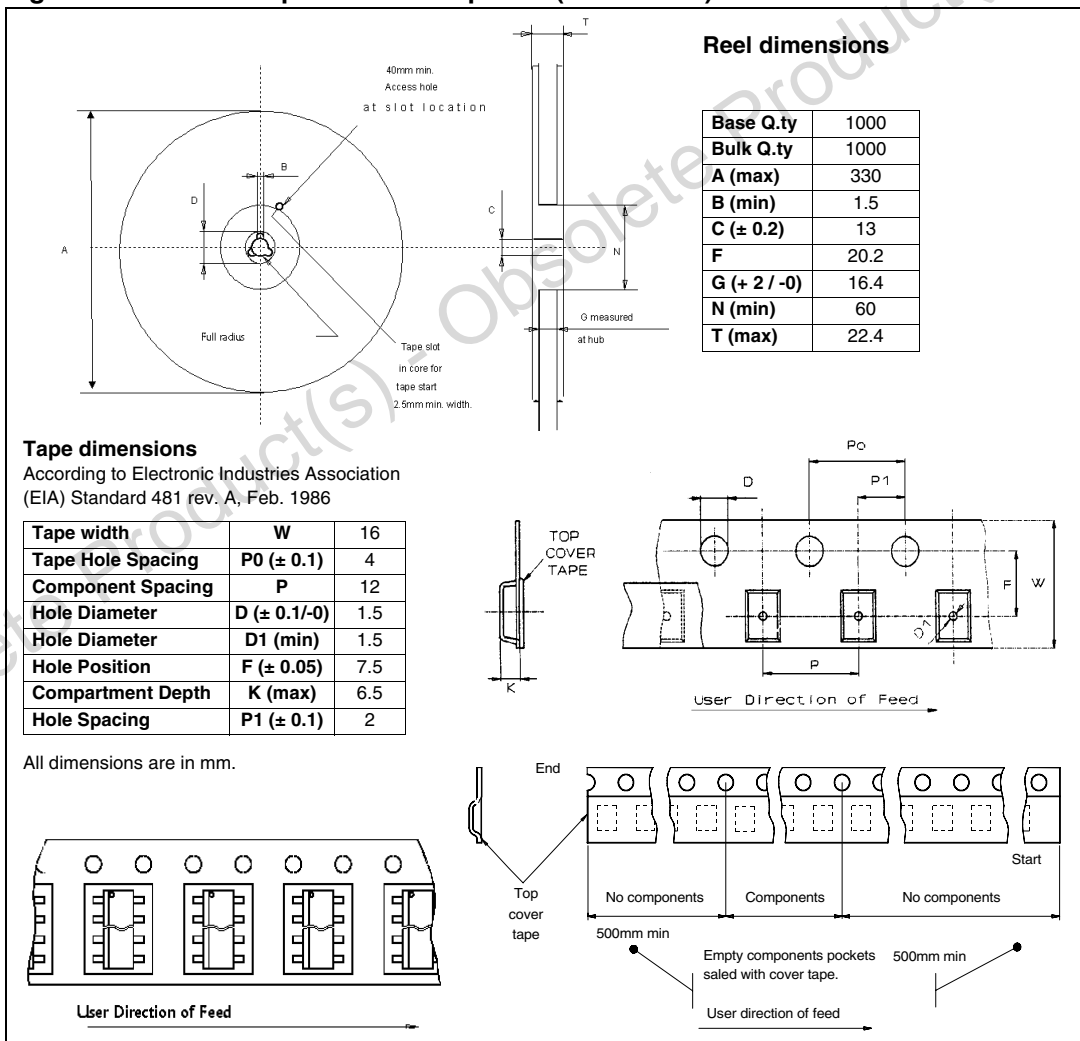 Reel dimensions
Base Q.ty 1000
Bulk Q.ty 1000
A (max) 330
B (min) 1.5
C (± 0.2) 13
F 20.2
G (+ 2 / -0) 16.4
N (min) 60
T (max) 22.4
T
40mm min.
Access hole
at slot location
B
D
C
A
N
G measured
at hub
Full radius
Tape slot
in core for
tape start
2.5mm min. width.
Tape dimensions
According to Electronic Industries Association
(EIA) Standard 481 rev. A, Feb. 1986
Tape width W 16
Tape Hole Spacing P0 (± 0.1) 4
Component Spacing P 12
Hole Diameter D (± 0.1/-0) 1.5
Hole Diameter D1 (min) 1.5
Hole Position F (± 0.05) 7.5
Compartment Depth K (max) 6.5
Hole Spacing P1 (± 0.1) 2
All dimensions are in mm.
Po
D
P1
TOP
COVER
TAPE
F
W
D1
K
P
User Direction of Feed
End
Start
Top
cover
tape
No components
Components
No components
500mm min
Empty components pockets
saled with cover tape.
500mm min
User direction of feed
User Direction of Feed
Product(s) - Obsolete Product(